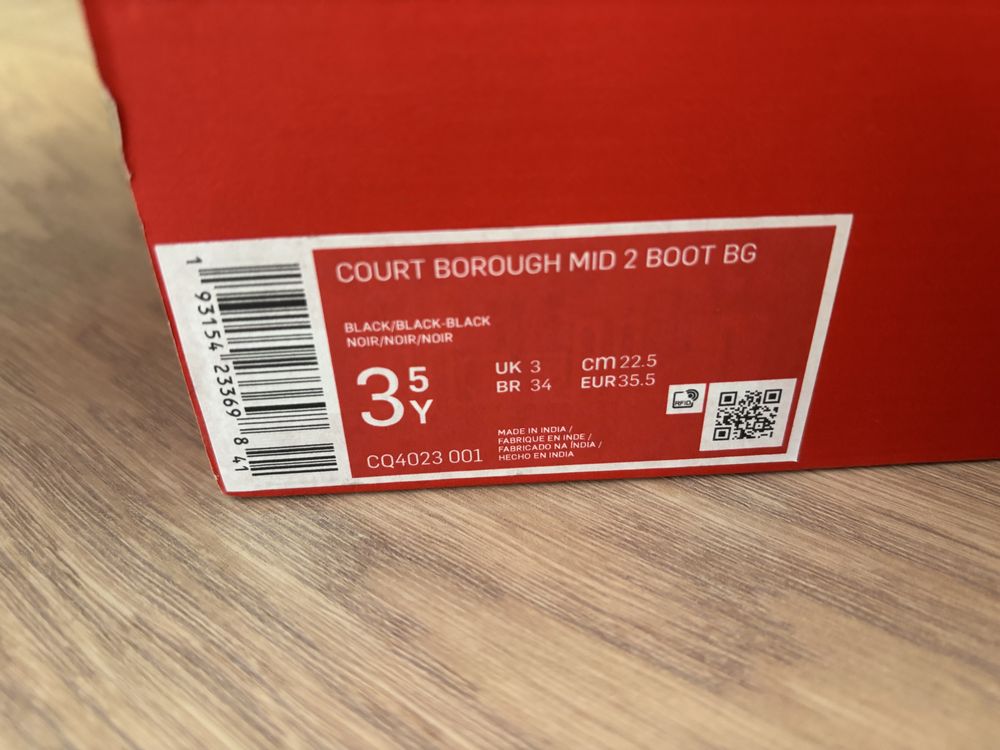 COURT BOROUGH MID 2 BOOT BG
BLACK/BLACK-BLACK
NOIR/NOIR/NOIR
3 5 Y
UK 3
BR 34
cm 22.5
EUR 35.5
MADE IN INDIA /
FABRIQUE EN INDE /
FABRICADO NA ÍNDIA /
HECHO EN INDIA
CQ4023 001
RFID
1 93154 23369 8 41